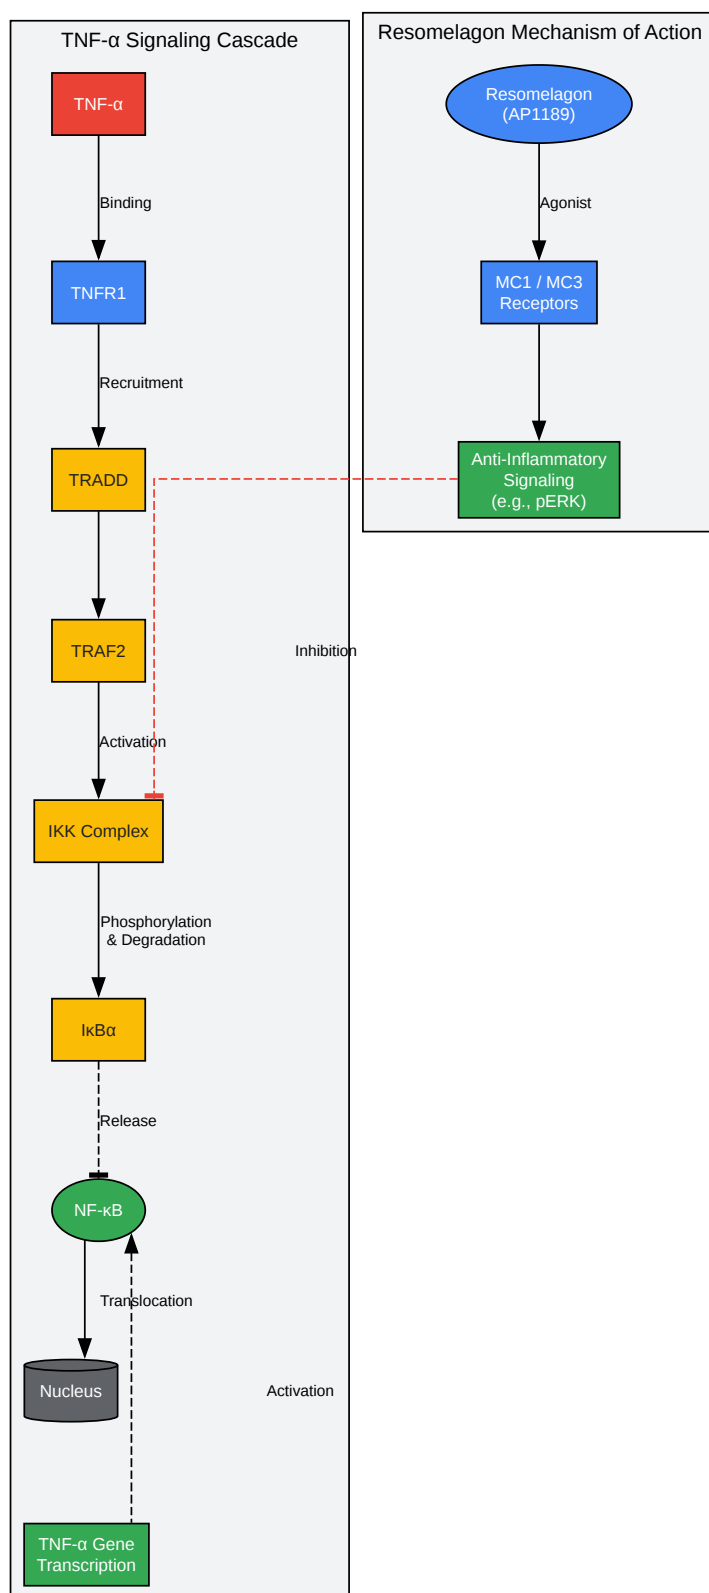 TNF-α Signaling Cascade
TNF-α
Binding
TNFR1
Recruitment
TRADD
TRAF2
Inhibition
Activation
IKK Complex
Phosphorylation
& Degradation
IκBα
Release
NF-κB
Translocation
Nucleus
Activation
TNF-α Gene
Transcription
Resomelagon Mechanism of Action
Resomelagon
(AP1189)
Agonist
MC1 / MC3
Receptors
Anti-Inflammatory
Signaling
(e.g., pERK)